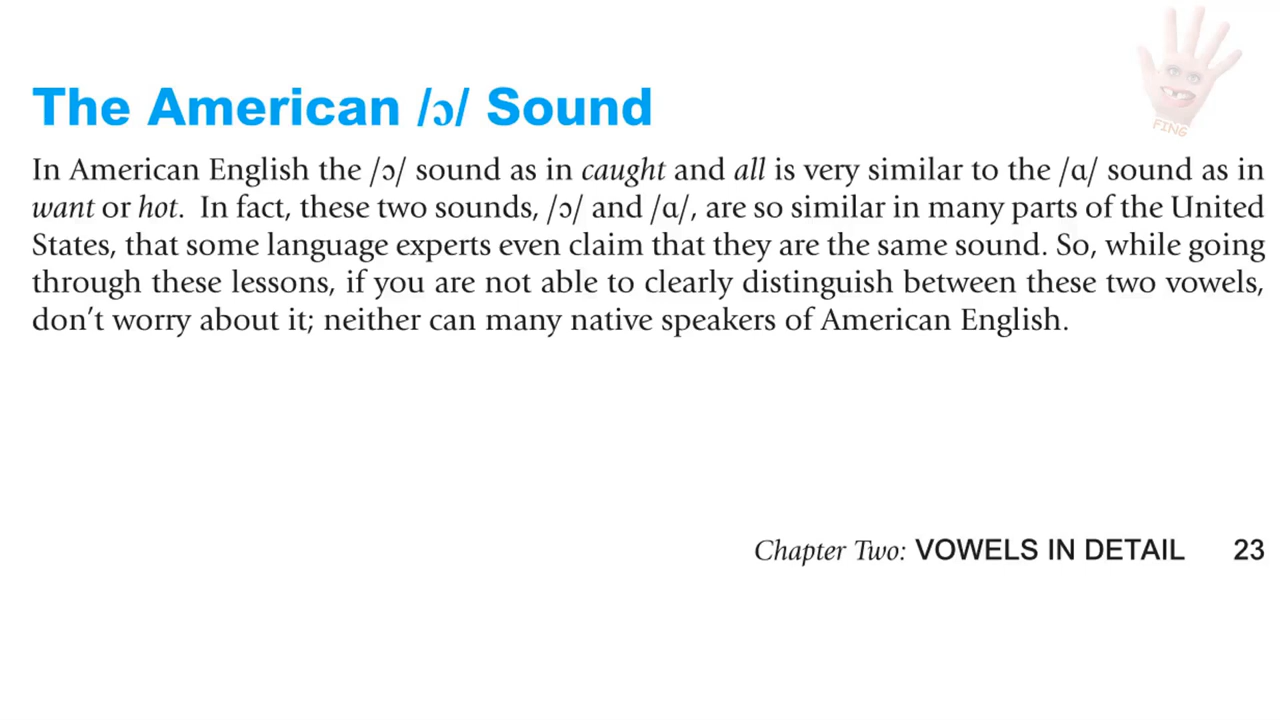 FING
The American /ɔ/ Sound
In American English the /ɔ/ sound as in caught and all is very similar to the /ɑ/ sound as in
want or hot. In fact, these two sounds, /ɔ/ and /ɑ/, are so similar in many parts of the United
States, that some language experts even claim that they are the same sound. So, while going
through these lessons, if you are not able to clearly distinguish between these two vowels,
don't worry about it; neither can many native speakers of American English.
Chapter Two: VOWELS IN DETAIL 23